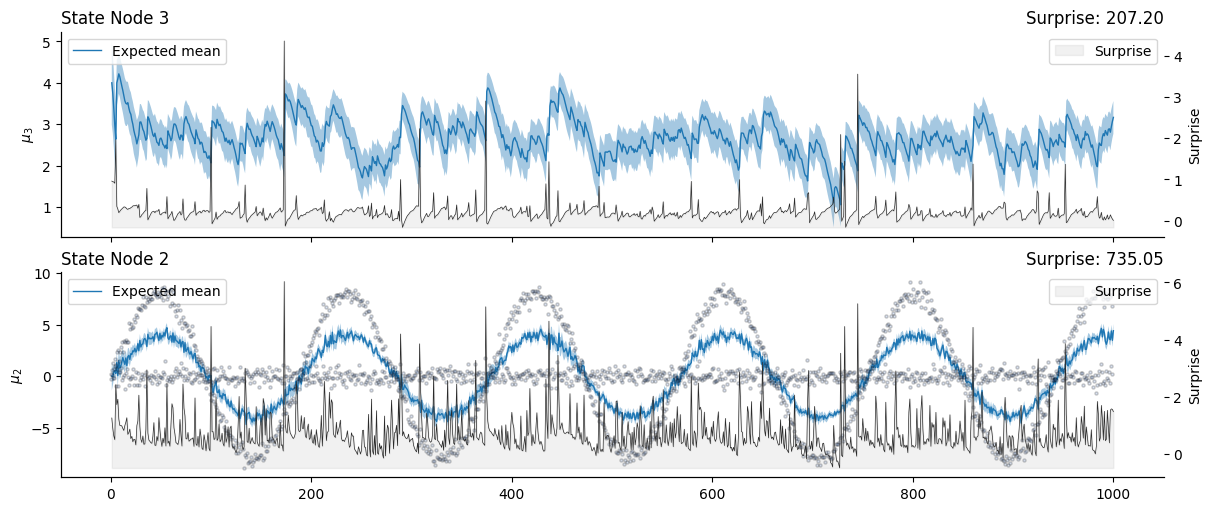 State Node 3
Surprise: 207.20
Expected mean
Surprise
5
4
3
2
1
μ3
4
3
2
1
0
Surprise
State Node 2
Surprise: 735.05
Expected mean
Surprise
10
5
0
−5
μ2
6
4
2
0
Surprise
0 200 400 600 800 1000